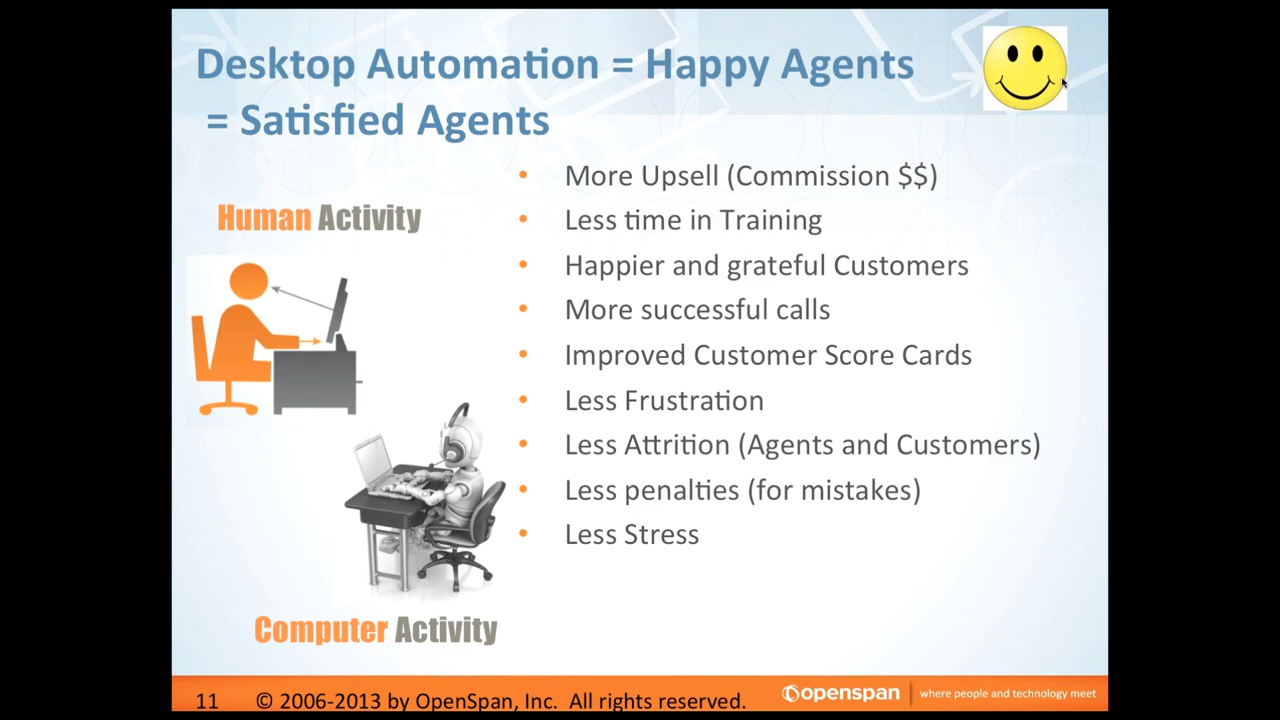 Desktop Automation = Happy Agents
= Satisfied Agents
Human Activity
Computer Activity
• More Upsell (Commission $$)
• Less time in Training
• Happier and grateful Customers
• More successful calls
• Improved Customer Score Cards
• Less Frustration
• Less Attrition (Agents and Customers)
• Less penalties (for mistakes)
• Less Stress
11 © 2006-2013 by OpenSpan, Inc. All rights reserved.
openspan | where people and technology meet